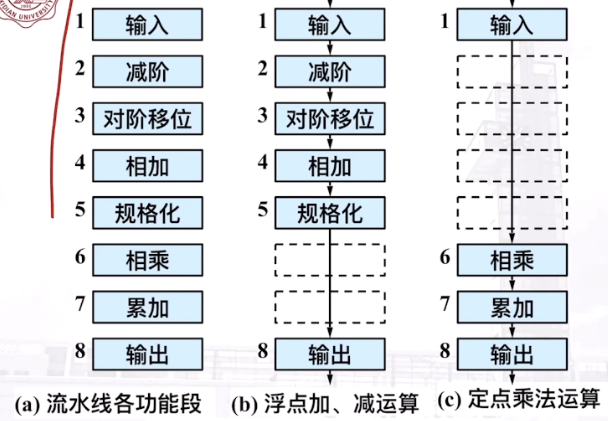 IDIAN UNIVERSITY
1 输入
2 减阶
3 对阶移位
4 相加
5 规格化
6 相乘
7 累加
8 输出
(a) 流水线各功能段
1 输入
2 减阶
3 对阶移位
4 相加
5 规格化
8 输出
(b) 浮点加、减运算
1 输入
6 相乘
7 累加
8 输出
(c) 定点乘法运算